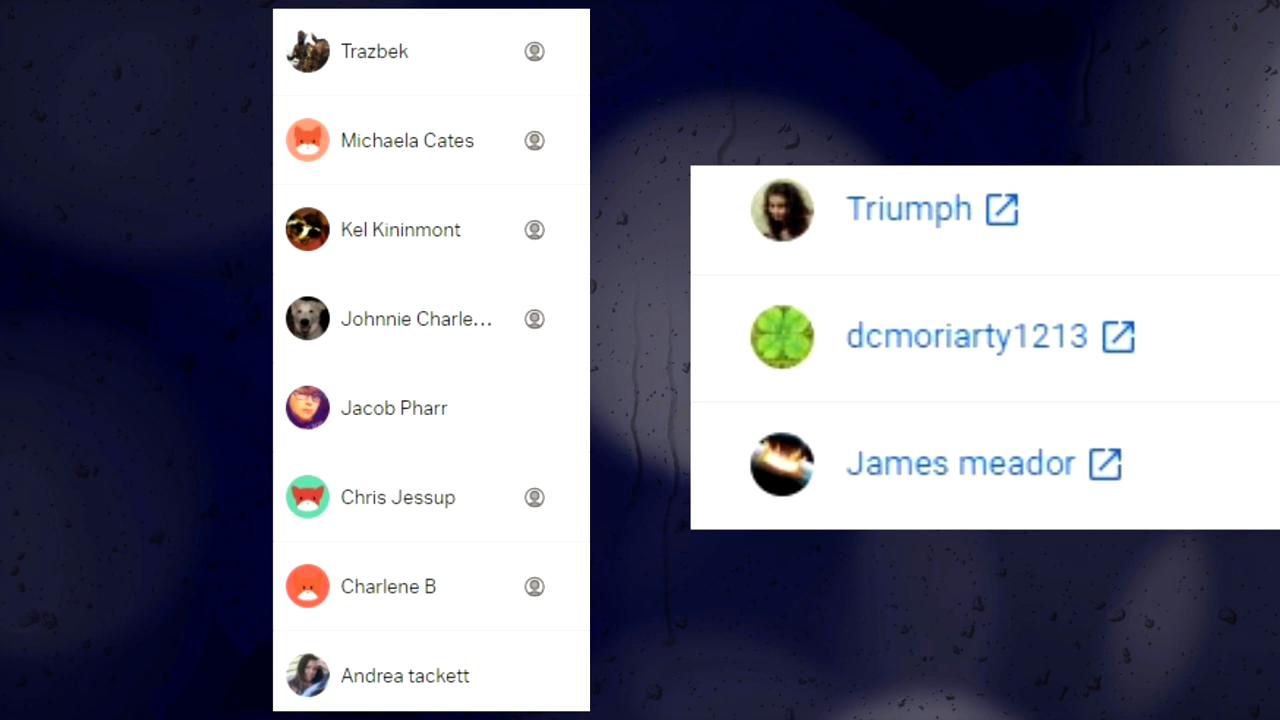 Trazbek
Michaela Cates
Kel Kininmont
Johnnie Charle...
Jacob Pharr
Chris Jessup
Charlene B
Andrea tackett
Triumph
dcmoriarty1213
James meador